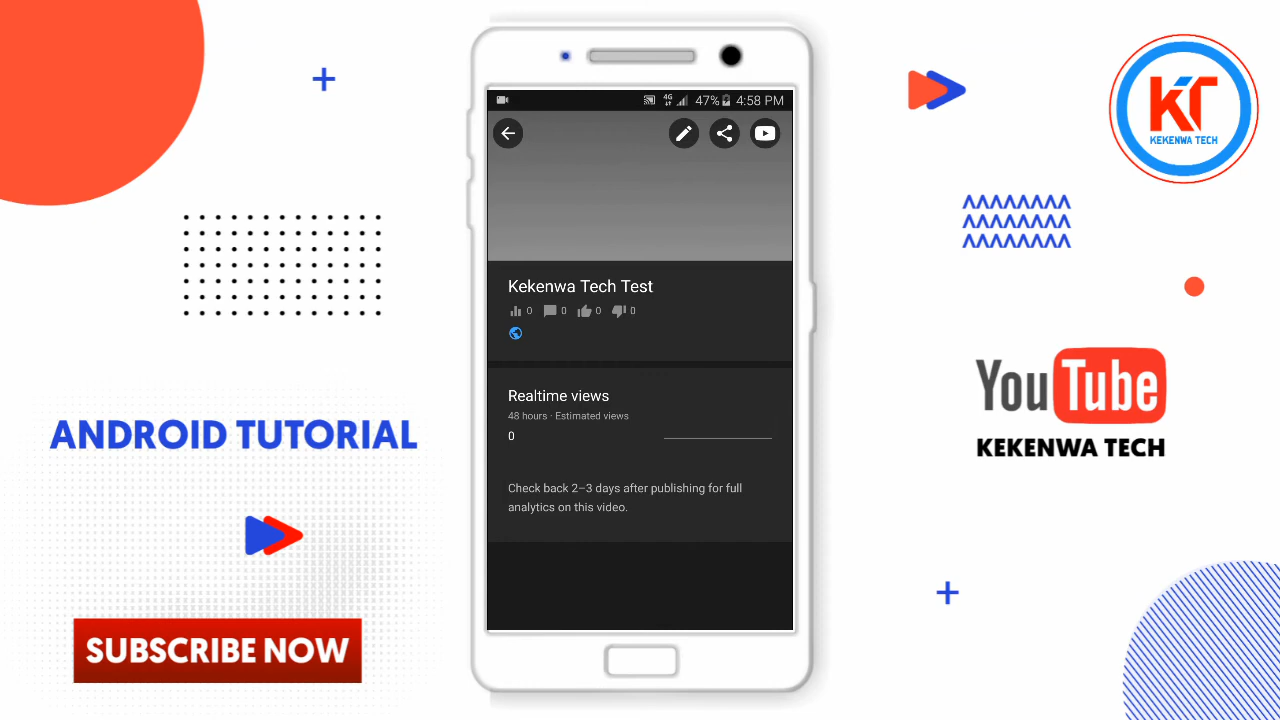 4G 47% 4:58 PM
KT
KEKENWA TECH
Kekenwa Tech Test
0 0 0 0
Realtime views
48 hours · Estimated views
0
Check back 2–3 days after publishing for full
analytics on this video.
ANDROID TUTORIAL
SUBSCRIBE NOW
YouTube
KEKENWA TECH